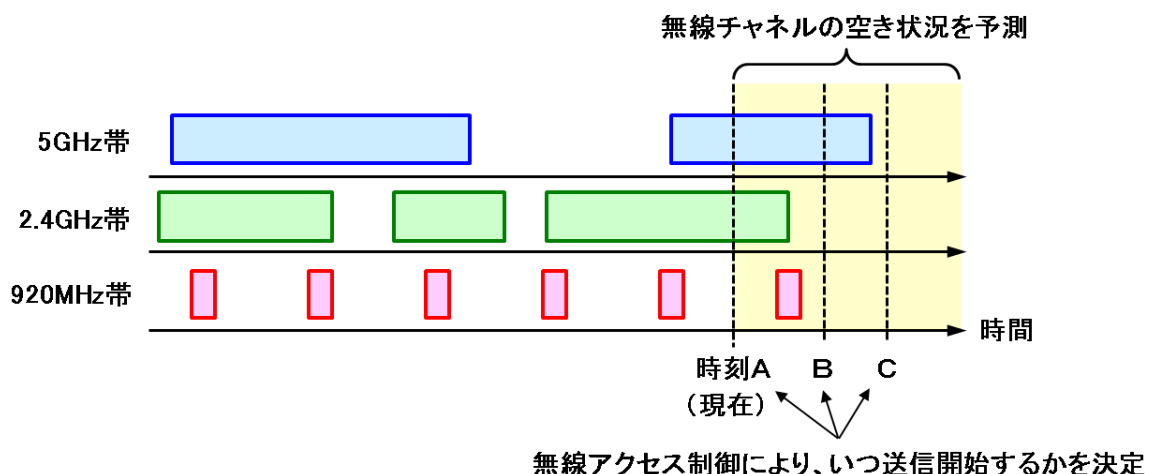 無線チャネルの空き状況を予測
5GHz帯
2.4GHz帯
920MHz帯
時間
時刻A B C
（現在）
無線アクセス制御により、いつ送信開始するかを決定